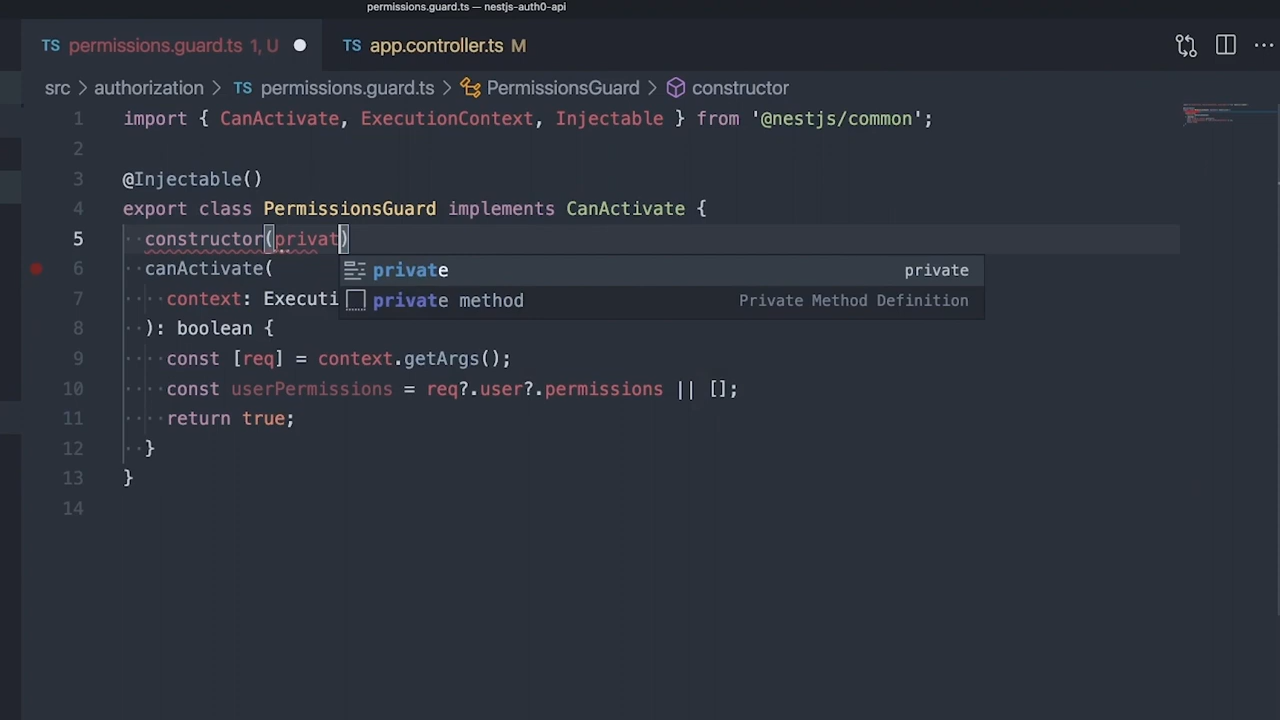 permissions.guard.ts — nestjs-auth0-api
TS permissions.guard.ts 1, U TS app.controller.ts M
src > authorization > TS permissions.guard.ts > PermissionsGuard > constructor
1 import { CanActivate, ExecutionContext, Injectable } from '@nestjs/common';
2
3 @Injectable()
4 export class PermissionsGuard implements CanActivate {
5 constructor(privat)
6 canActivate(
private private
7 context: Executi
private method Private Method Definition
8 ): boolean {
9 const [req] = context.getArgs();
10 const userPermissions = req?.user?.permissions || [];
11 return true;
12 }
13 }
14